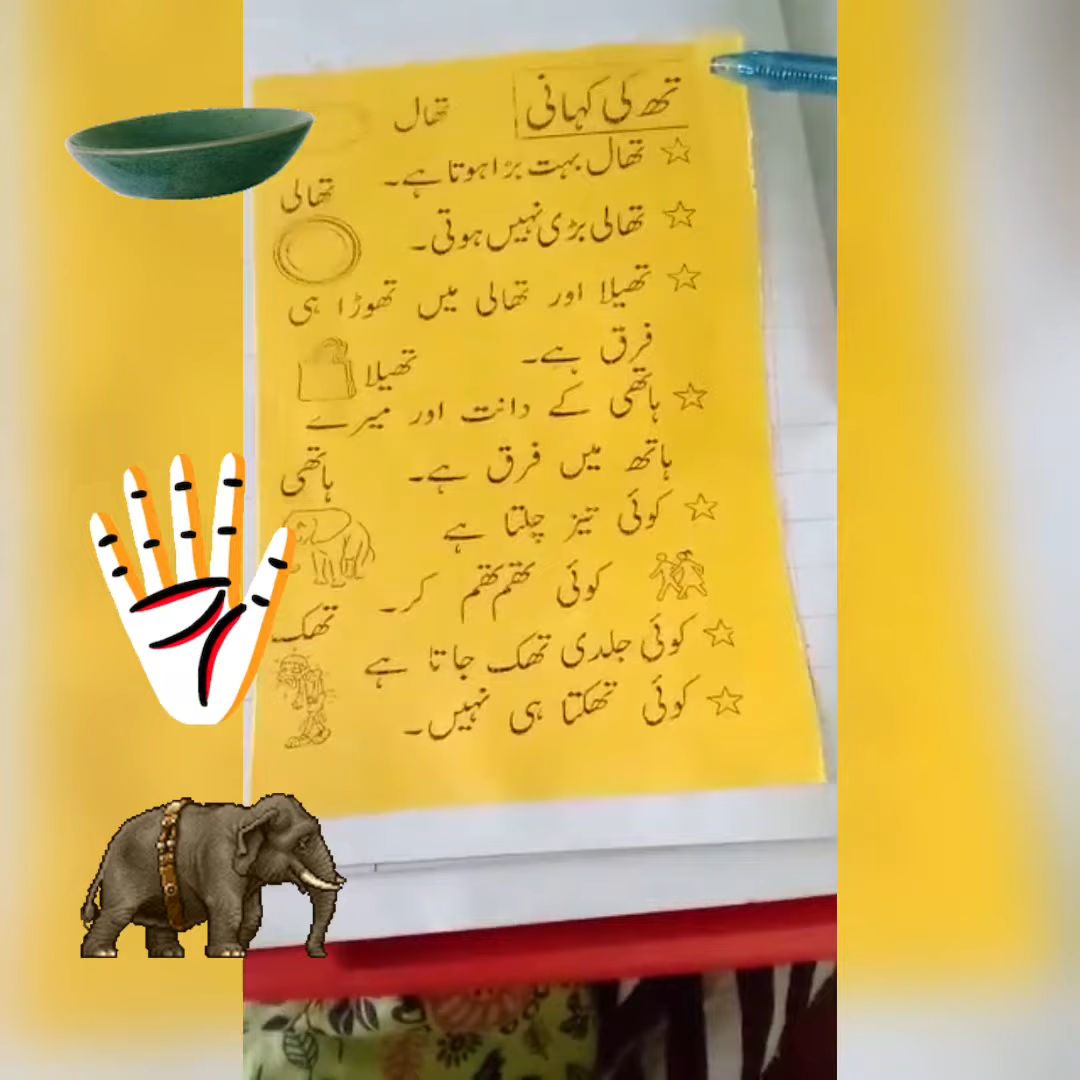 تھ کی کہانی
تھال
تھال بہت بڑا ہوتا ہے۔
تھالی
تھالی بڑی نہیں ہوتی۔
تھیلا اور تھالی میں تھوڑا ہی
فرق ہے۔
تھیلا
ہاتھی کے دانت اور میرے
ہاتھ میں فرق ہے۔
ہاتھی
کوئی تیز چلتا ہے
کوئی تھم تھم کر۔
تھک
کوئی جلدی تھک جاتا ہے
کوئی تھکتا ہی نہیں۔